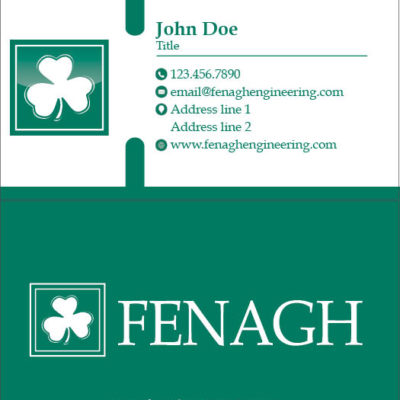 John Doe
Title
123.456.7890
email@fenaghengineering.com
Address line 1
Address line 2
www.fenaghengineering.com
FENAGH